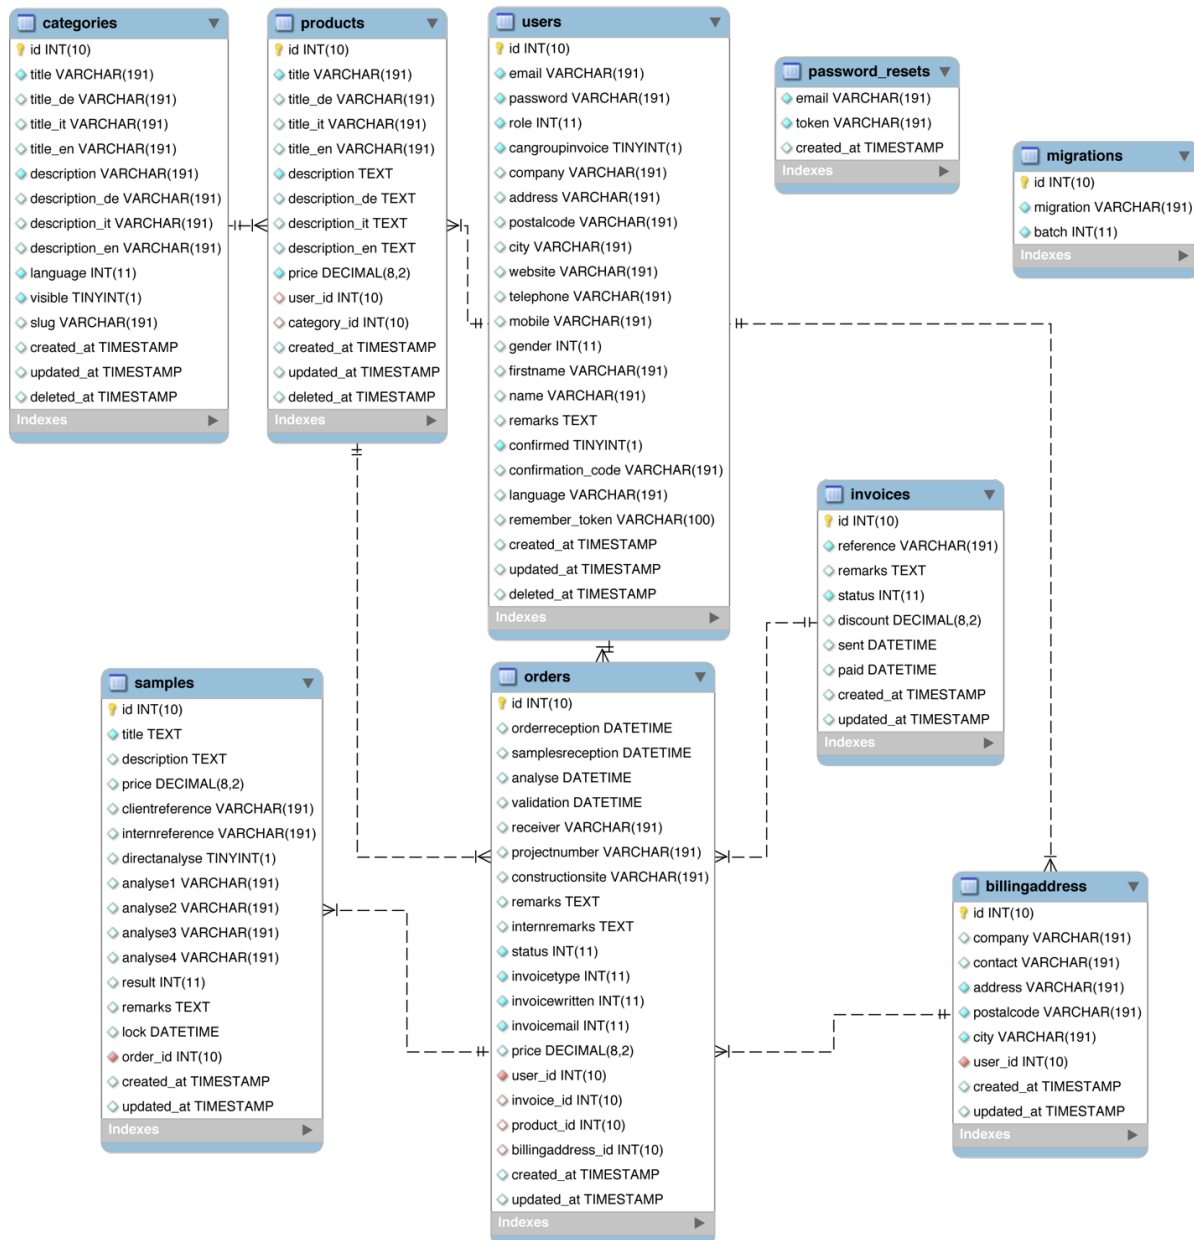 categories
id INT(10)
title VARCHAR(191)
title_de VARCHAR(191)
title_it VARCHAR(191)
title_en VARCHAR(191)
description VARCHAR(191)
description_de VARCHAR(191)
description_it VARCHAR(191)
description_en VARCHAR(191)
language INT(11)
visible TINYINT(1)
slug VARCHAR(191)
created_at TIMESTAMP
updated_at TIMESTAMP
deleted_at TIMESTAMP
Indexes
products
id INT(10)
title VARCHAR(191)
title_de VARCHAR(191)
title_it VARCHAR(191)
title_en VARCHAR(191)
description TEXT
description_de TEXT
description_it TEXT
description_en TEXT
price DECIMAL(8,2)
user_id INT(10)
category_id INT(10)
created_at TIMESTAMP
updated_at TIMESTAMP
deleted_at TIMESTAMP
Indexes
users
id INT(10)
email VARCHAR(191)
password VARCHAR(191)
role INT(11)
cangroupinvoice TINYINT(1)
company VARCHAR(191)
address VARCHAR(191)
postalcode VARCHAR(191)
city VARCHAR(191)
website VARCHAR(191)
telephone VARCHAR(191)
mobile VARCHAR(191)
gender INT(11)
firstname VARCHAR(191)
name VARCHAR(191)
remarks TEXT
confirmed TINYINT(1)
confirmation_code VARCHAR(191)
language VARCHAR(191)
remember_token VARCHAR(100)
created_at TIMESTAMP
updated_at TIMESTAMP
deleted_at TIMESTAMP
Indexes
password_resets
email VARCHAR(191)
token VARCHAR(191)
created_at TIMESTAMP
Indexes
migrations
id INT(10)
migration VARCHAR(191)
batch INT(11)
Indexes
invoices
id INT(10)
reference VARCHAR(191)
remarks TEXT
status INT(11)
discount DECIMAL(8,2)
sent DATETIME
paid DATETIME
created_at TIMESTAMP
updated_at TIMESTAMP
Indexes
samples
id INT(10)
title TEXT
description TEXT
price DECIMAL(8,2)
clientreference VARCHAR(191)
internreference VARCHAR(191)
directanalyse TINYINT(1)
analyse1 VARCHAR(191)
analyse2 VARCHAR(191)
analyse3 VARCHAR(191)
analyse4 VARCHAR(191)
result INT(11)
remarks TEXT
lock DATETIME
order_id INT(10)
created_at TIMESTAMP
updated_at TIMESTAMP
Indexes
orders
id INT(10)
orderreception DATETIME
samplesreception DATETIME
analyse DATETIME
validation DATETIME
receiver VARCHAR(191)
projectnumber VARCHAR(191)
constructionsite VARCHAR(191)
remarks TEXT
internremarks TEXT
status INT(11)
invoicetype INT(11)
invoicewritten INT(11)
invoicemail INT(11)
price DECIMAL(8,2)
user_id INT(10)
invoice_id INT(10)
product_id INT(10)
billingaddress_id INT(10)
created_at TIMESTAMP
updated_at TIMESTAMP
Indexes
billingaddress
id INT(10)
company VARCHAR(191)
contact VARCHAR(191)
address VARCHAR(191)
postalcode VARCHAR(191)
city VARCHAR(191)
user_id INT(10)
created_at TIMESTAMP
updated_at TIMESTAMP
Indexes